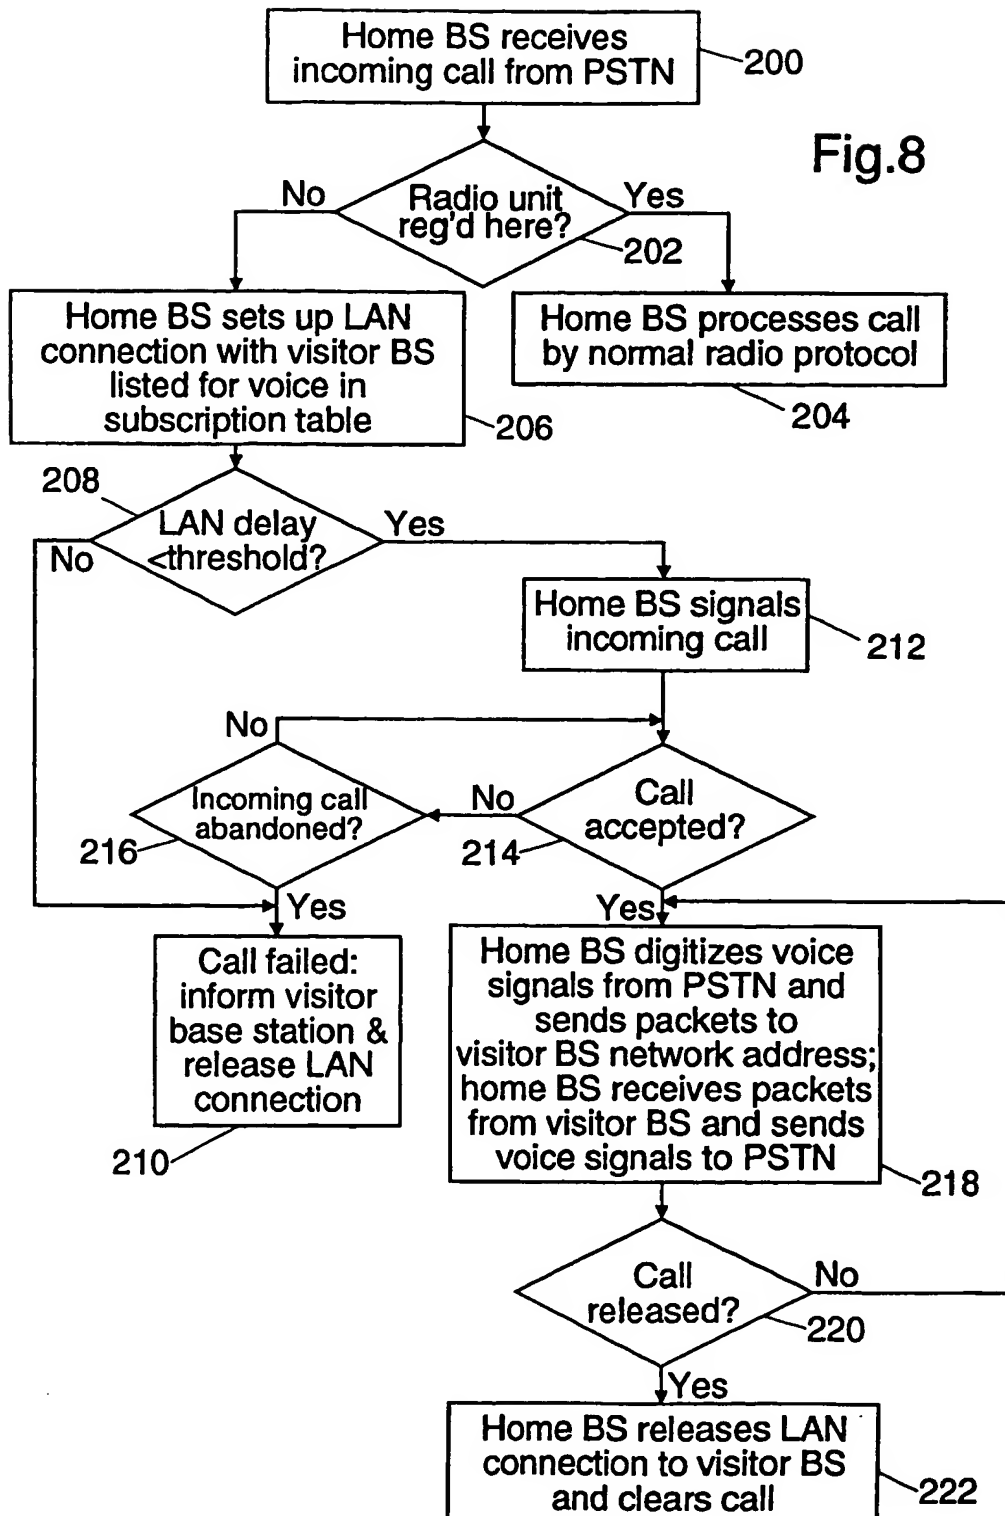 Home BS receives
incoming call from PSTN
200
Fig.8
No
Radio unit
reg'd here?
Yes
202
Home BS sets up LAN
connection with visitor BS
listed for voice in
subscription table
206
Home BS processes call
by normal radio protocol
204
208
LAN delay
<threshold?
Yes
No
Home BS signals
incoming call
212
No
Incoming call
abandoned?
216
No
Call
accepted?
214
Yes
Yes
Call failed:
inform visitor
base station &
release LAN
connection
210
Home BS digitizes voice
signals from PSTN and
sends packets to
visitor BS network address;
home BS receives packets
from visitor BS and sends
voice signals to PSTN
218
Call
released?
No
220
Yes
Home BS releases LAN
connection to visitor BS
and clears call
222